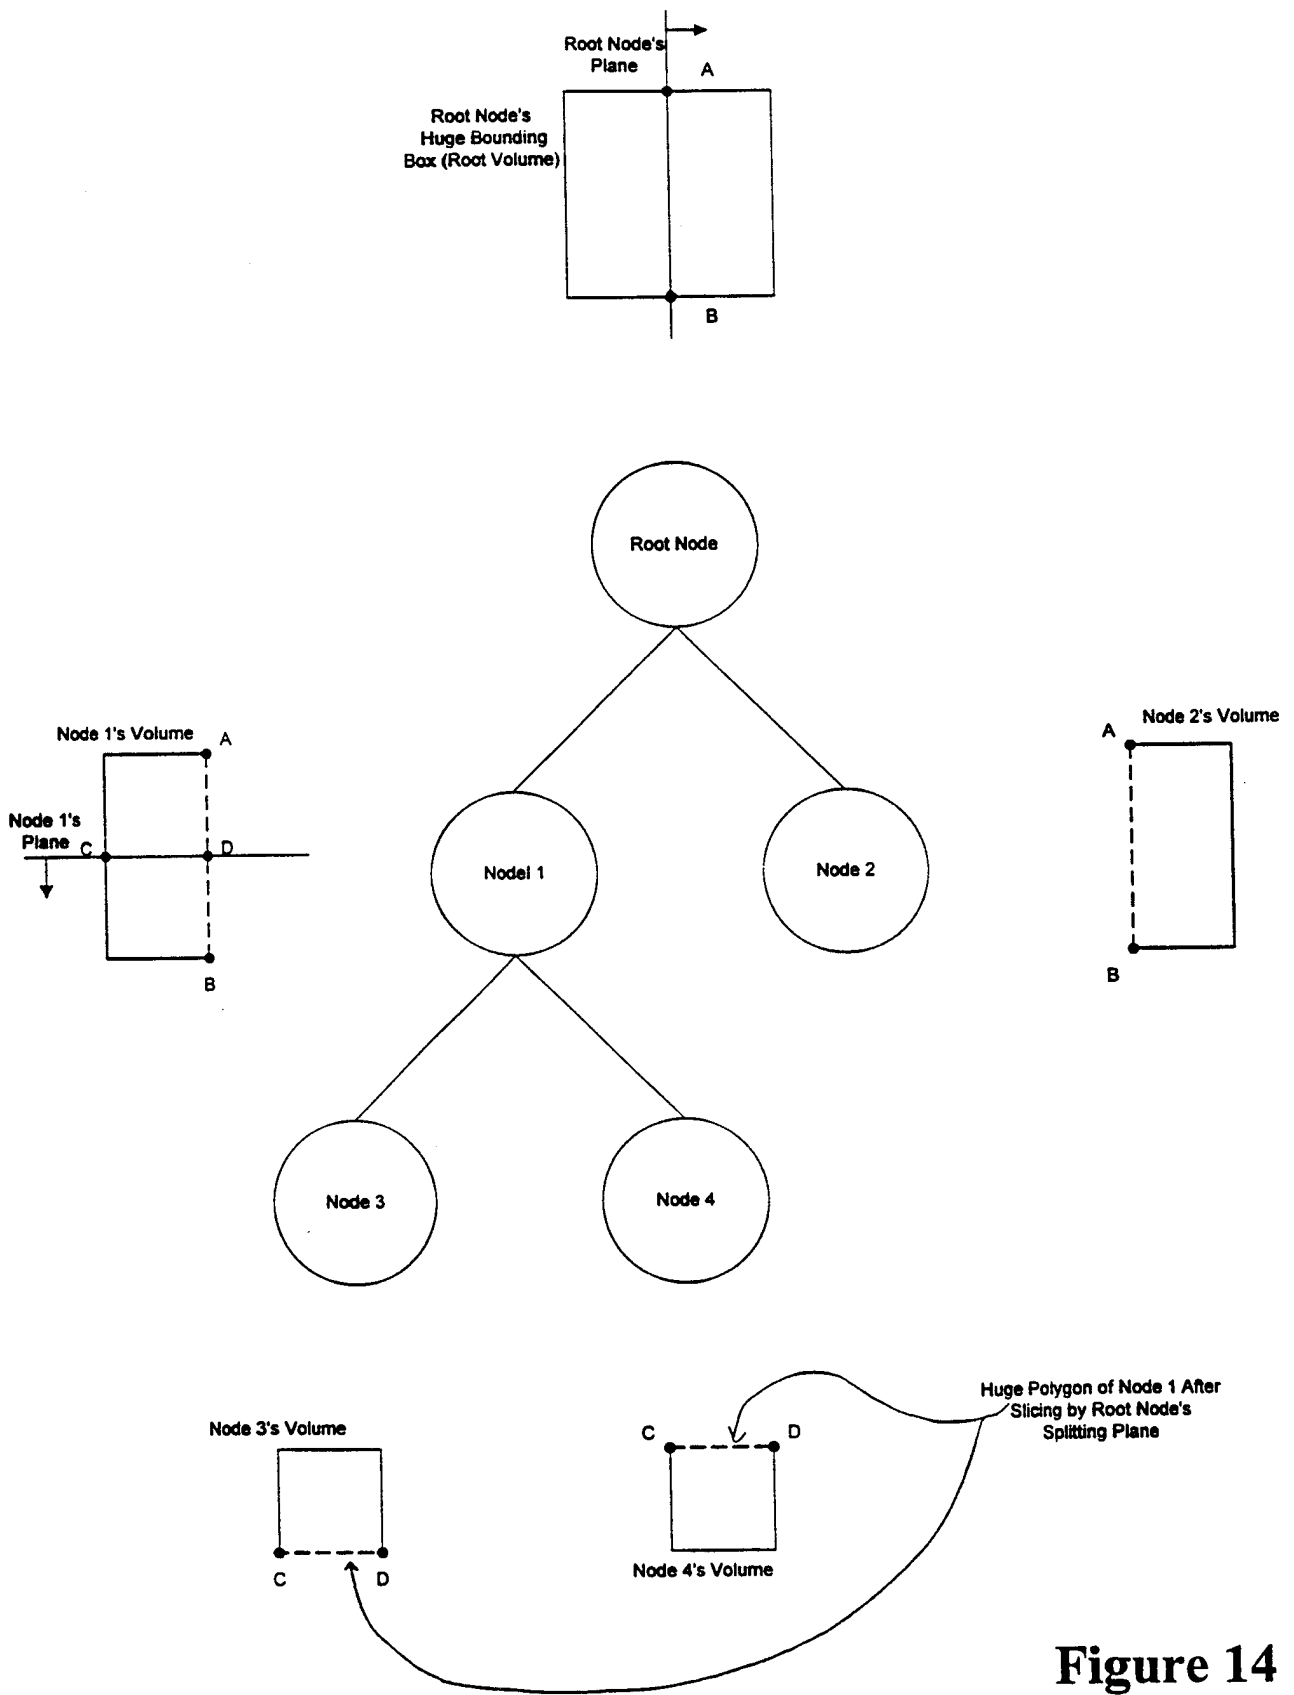 Root Node's
Plane
A
Root Node's
Huge Bounding
Box (Root Volume)
B
Root Node
Node 1's Volume
A
Node 2's Volume
A
Node 1's
Plane
C
D
Nodel 1
Node 2
B
B
Node 3
Node 4
Huge Polygon of Node 1 After
Slicing by Root Node's
Splitting Plane
Node 3's Volume
C
D
C
D
Node 4's Volume
Figure 14